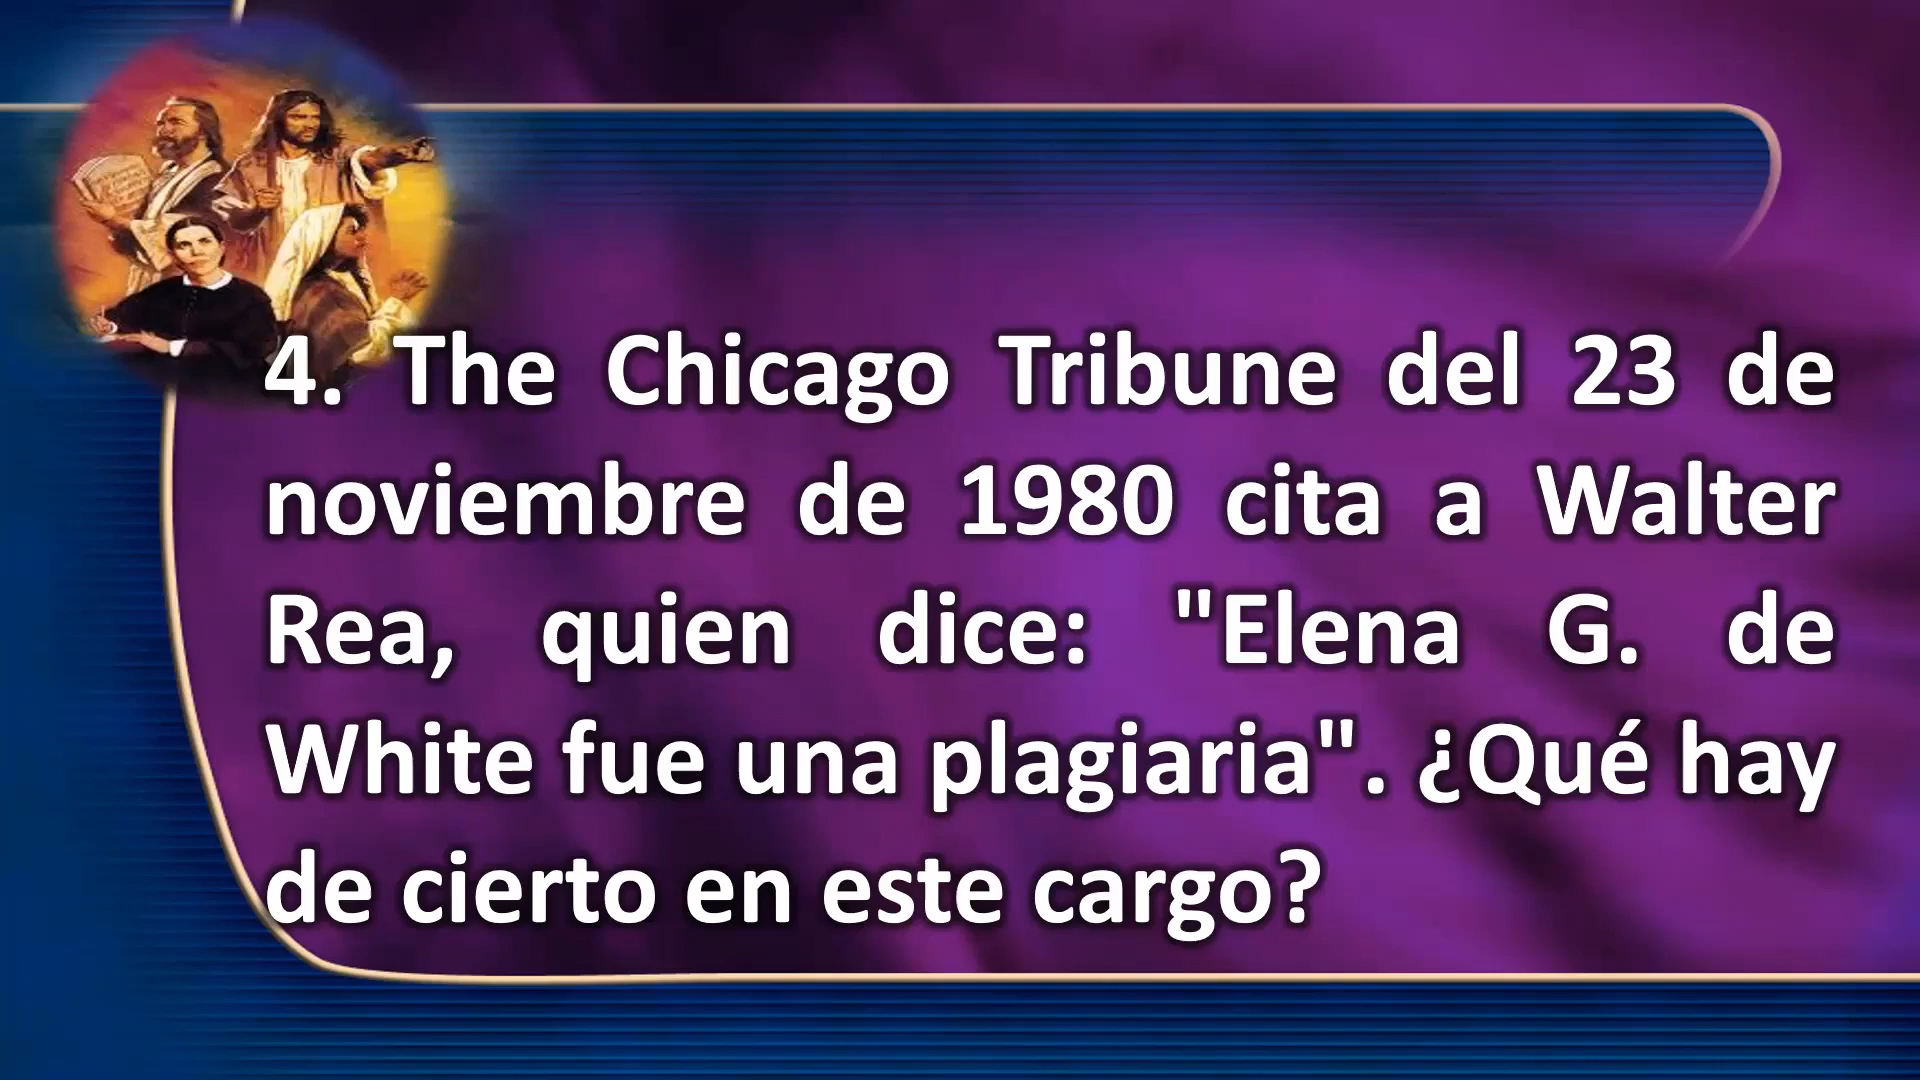 4. The Chicago Tribune del 23 de
noviembre de 1980 cita a Walter
Rea, quien dice: "Elena G. de
White fue una plagiaria". ¿Qué hay
de cierto en este cargo?